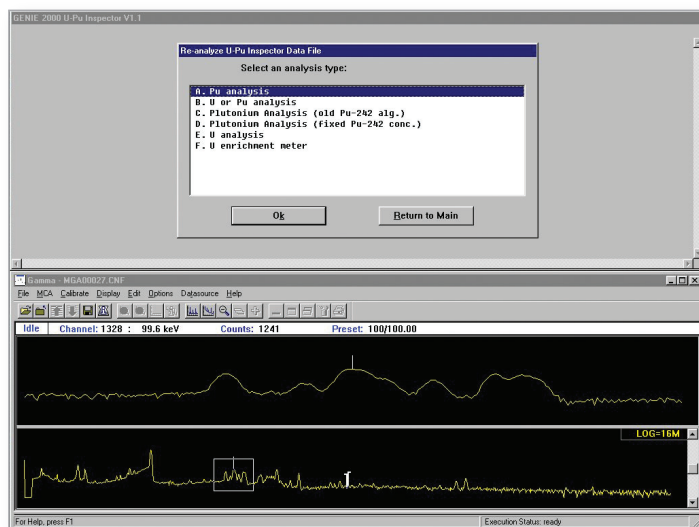 GENIE 2000 U-Pu Inspector V1.1
Re-analyze U-Pu Inspector Data File
Select an analysis type:
A. Pu analysis
B. U or Pu analysis
C. Plutonium Analysis (old Pu-242 alg.)
D. Plutonium Analysis (fixed Pu-242 conc.)
E. U analysis
F. U enrichment meter
Ok
Return to Main
Gamma - MGA00027.CNF
File MCA Calibrate Display Edit Options Datasource Help
Idle Channel: 1328 : 99.6 keV Counts: 1241 Preset: 100/100.00
LOG=16M
For Help, press F1
Execution Status: ready